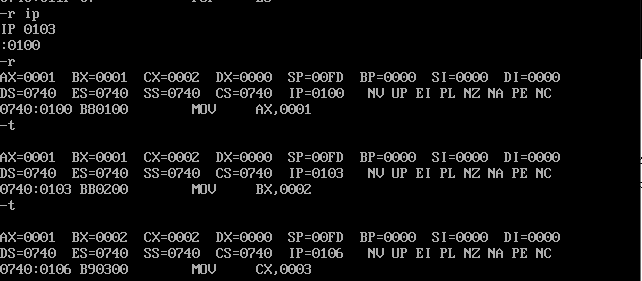 -r ip
IP 0103
:0100
-r
AX=0001  BX=0001  CX=0002  DX=0000  SP=00FD  BP=0000  SI=0000  DI=0000
DS=0740  ES=0740  SS=0740  CS=0740  IP=0100   NV UP EI PL NZ NA PE NC
0740:0100 B80100        MOV     AX,0001
-t
AX=0001  BX=0001  CX=0002  DX=0000  SP=00FD  BP=0000  SI=0000  DI=0000
DS=0740  ES=0740  SS=0740  CS=0740  IP=0103   NV UP EI PL NZ NA PE NC
0740:0103 BB0200        MOV     BX,0002
-t
AX=0001  BX=0002  CX=0002  DX=0000  SP=00FD  BP=0000  SI=0000  DI=0000
DS=0740  ES=0740  SS=0740  CS=0740  IP=0106   NV UP EI PL NZ NA PE NC
0740:0106 B90300        MOV     CX,0003